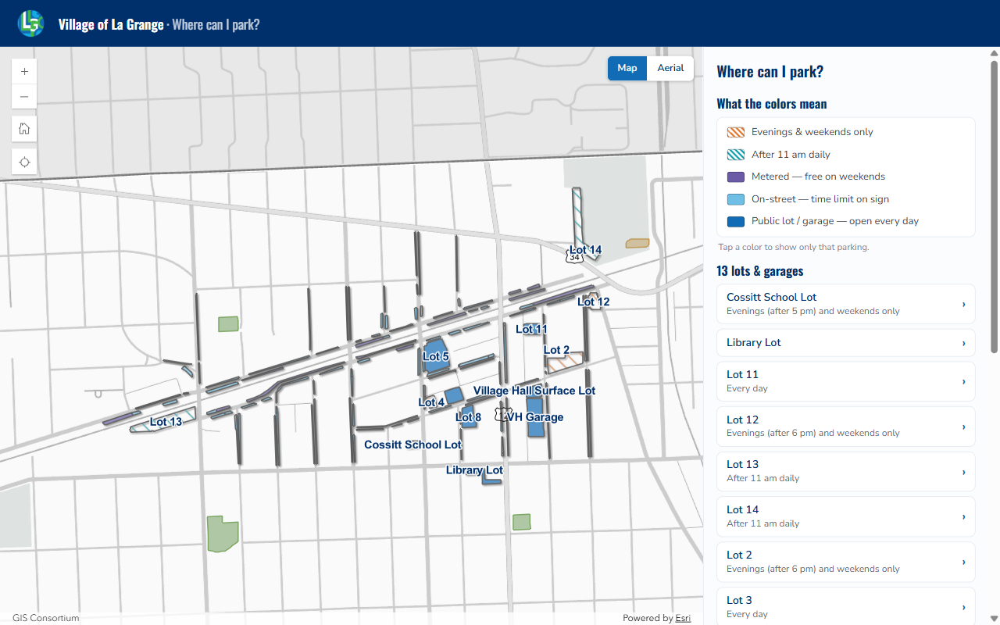 LG
Village of La Grange · Where can I park?
+
−
Map
Aerial
Lot 14
34
Lot 12
Lot 11
Lot 2
Lot 5
Village Hall Surface Lot
Lot 4
Lot 8
VH Garage
Lot 13
Cossitt School Lot
Library Lot
GIS Consortium
Powered by Esri
Where can I park?
What the colors mean
Evenings & weekends only
After 11 am daily
Metered — free on weekends
On-street — time limit on sign
Public lot / garage — open every day
Tap a color to show only that parking.
13 lots & garages
Cossitt School Lot
Evenings (after 5 pm) and weekends only
Library Lot
Lot 11
Every day
Lot 12
Evenings (after 6 pm) and weekends only
Lot 13
After 11 am daily
Lot 14
After 11 am daily
Lot 2
Evenings (after 6 pm) and weekends only
Lot 3
Every day